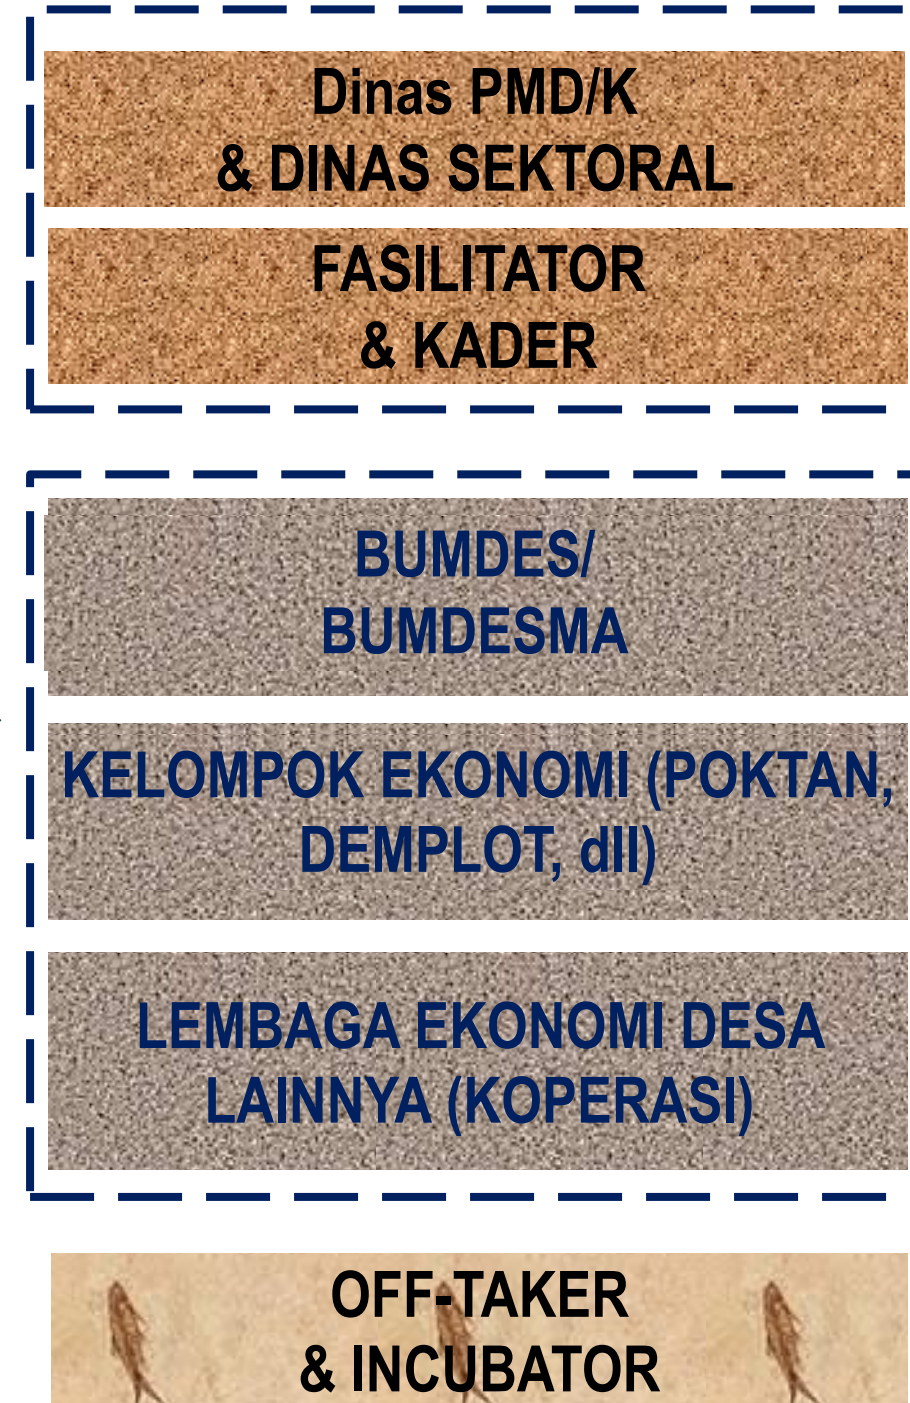 Dinas PMD/K
& DINAS SEKTORAL
FASILITATOR
& KADER
BUMDES/
BUMDESMA
KELOMPOK EKONOMI (POKTAN,
DEMPLOT, dll)
LEMBAGA EKONOMI DESA
LAINNYA (KOPERASI)
OFF-TAKER
& INCUBATOR